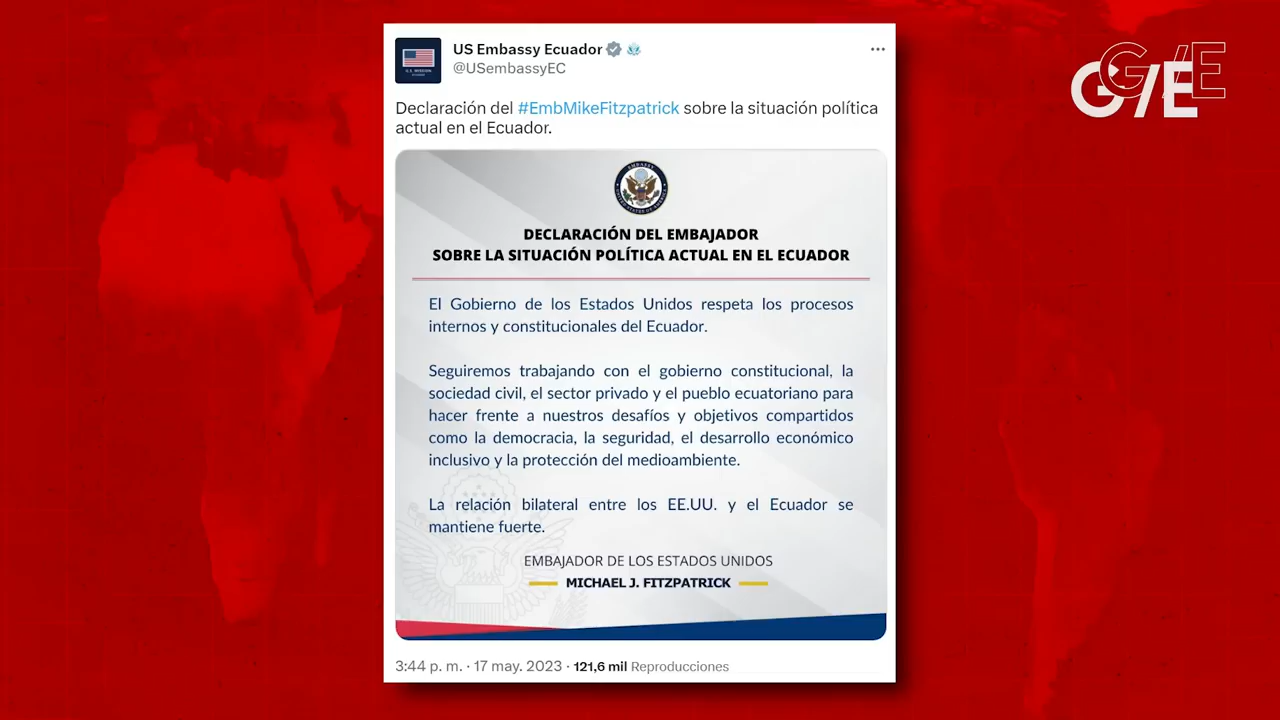 US Embassy Ecuador
@USembassyEC
G/E
G/E
Declaración del #EmbMikeFitzpatrick sobre la situación política
actual en el Ecuador.
DECLARACIÓN DEL EMBAJADOR
SOBRE LA SITUACIÓN POLÍTICA ACTUAL EN EL ECUADOR
El Gobierno de los Estados Unidos respeta los procesos
internos y constitucionales del Ecuador.
Seguiremos trabajando con el gobierno constitucional, la
sociedad civil, el sector privado y el pueblo ecuatoriano para
hacer frente a nuestros desafíos y objetivos compartidos
como la democracia, la seguridad, el desarrollo económico
inclusivo y la protección del medioambiente.
La relación bilateral entre los EE.UU. y el Ecuador se
mantiene fuerte.
EMBAJADOR DE LOS ESTADOS UNIDOS
MICHAEL J. FITZPATRICK
3:44 p. m. · 17 may. 2023 · 121,6 mil Reproducciones